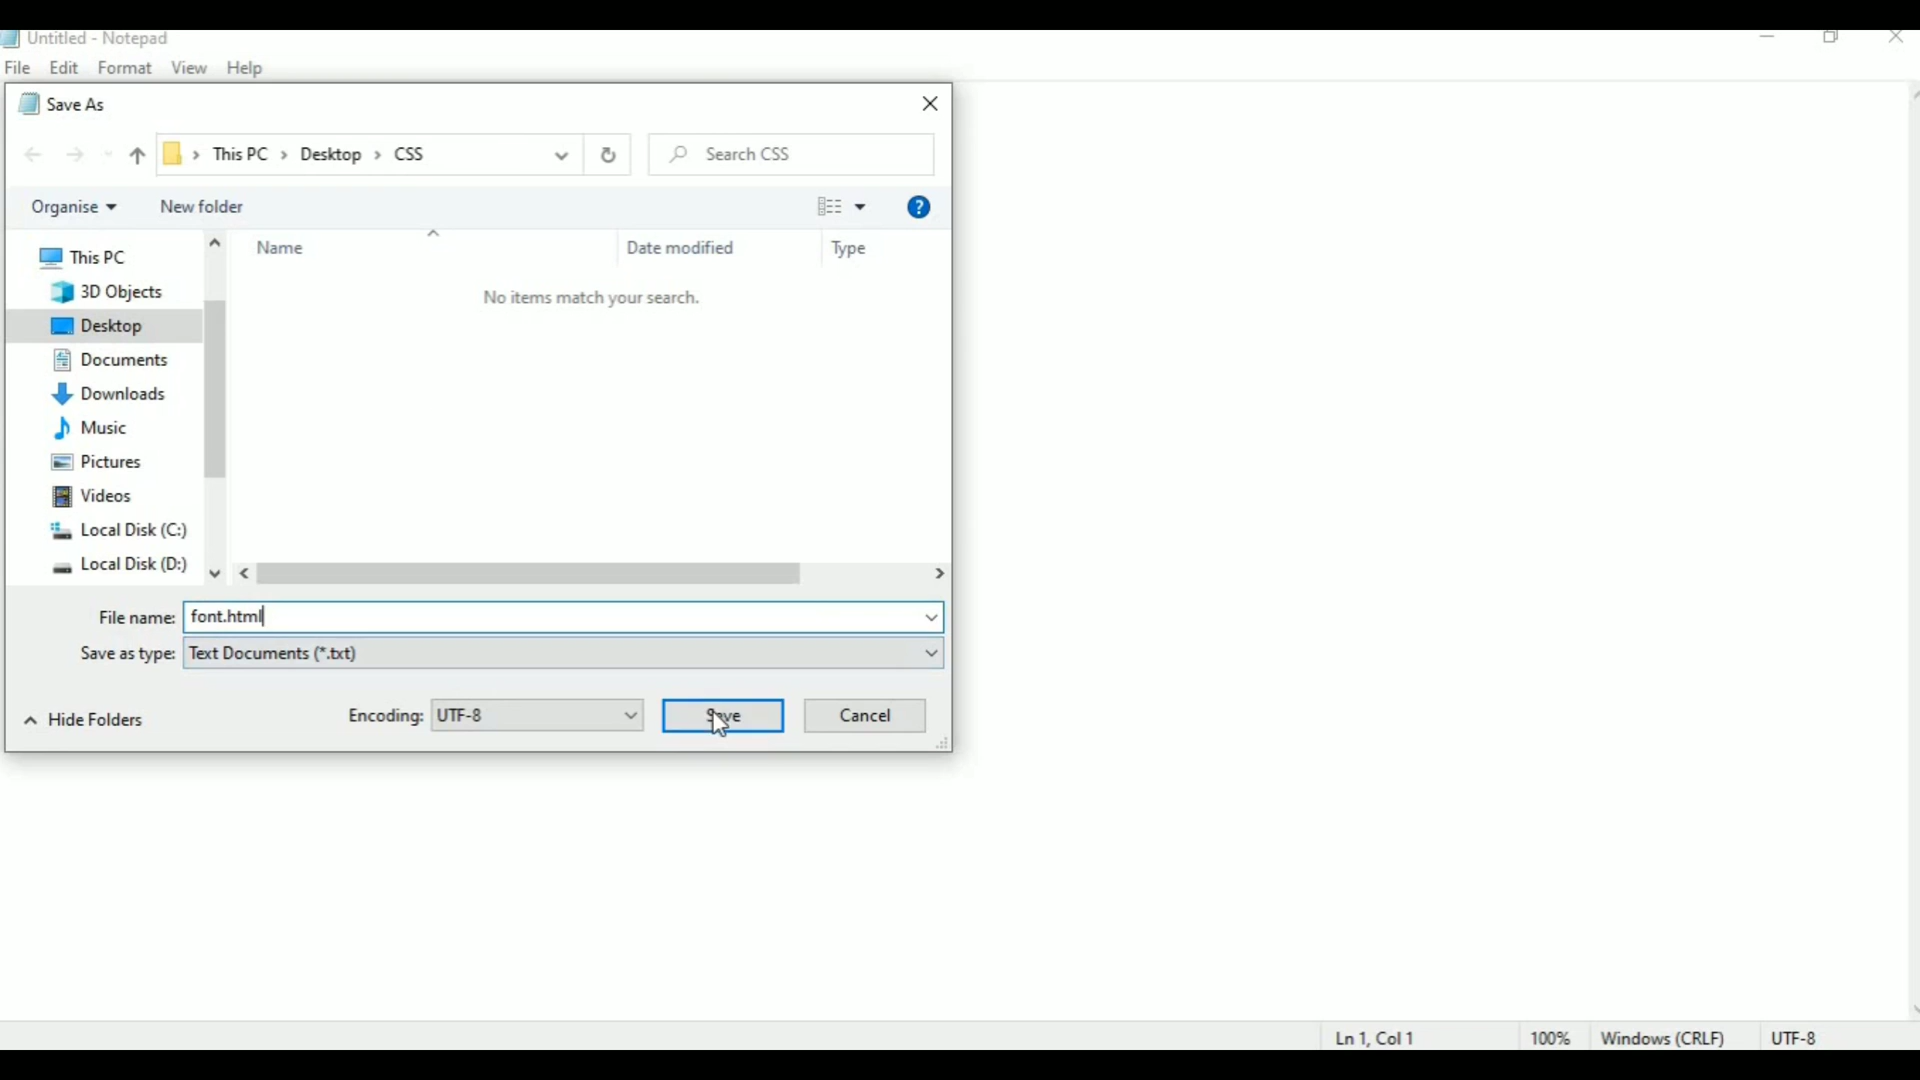 Untitled - Notepad
File Edit Format View Help
Save As
This PC > Desktop > CSS
Search CSS
Organise New folder
?
Name Date modified Type
No items match your search.
This PC
3D Objects
Desktop
Documents
Downloads
Music
Pictures
Videos
Local Disk (C:)
Local Disk (D:)
File name: font.html
Save as type: Text Documents (*.txt)
Hide Folders Encoding: UTF-8 Save Cancel
Ln 1, Col 1 100% Windows (CRLF) UTF-8